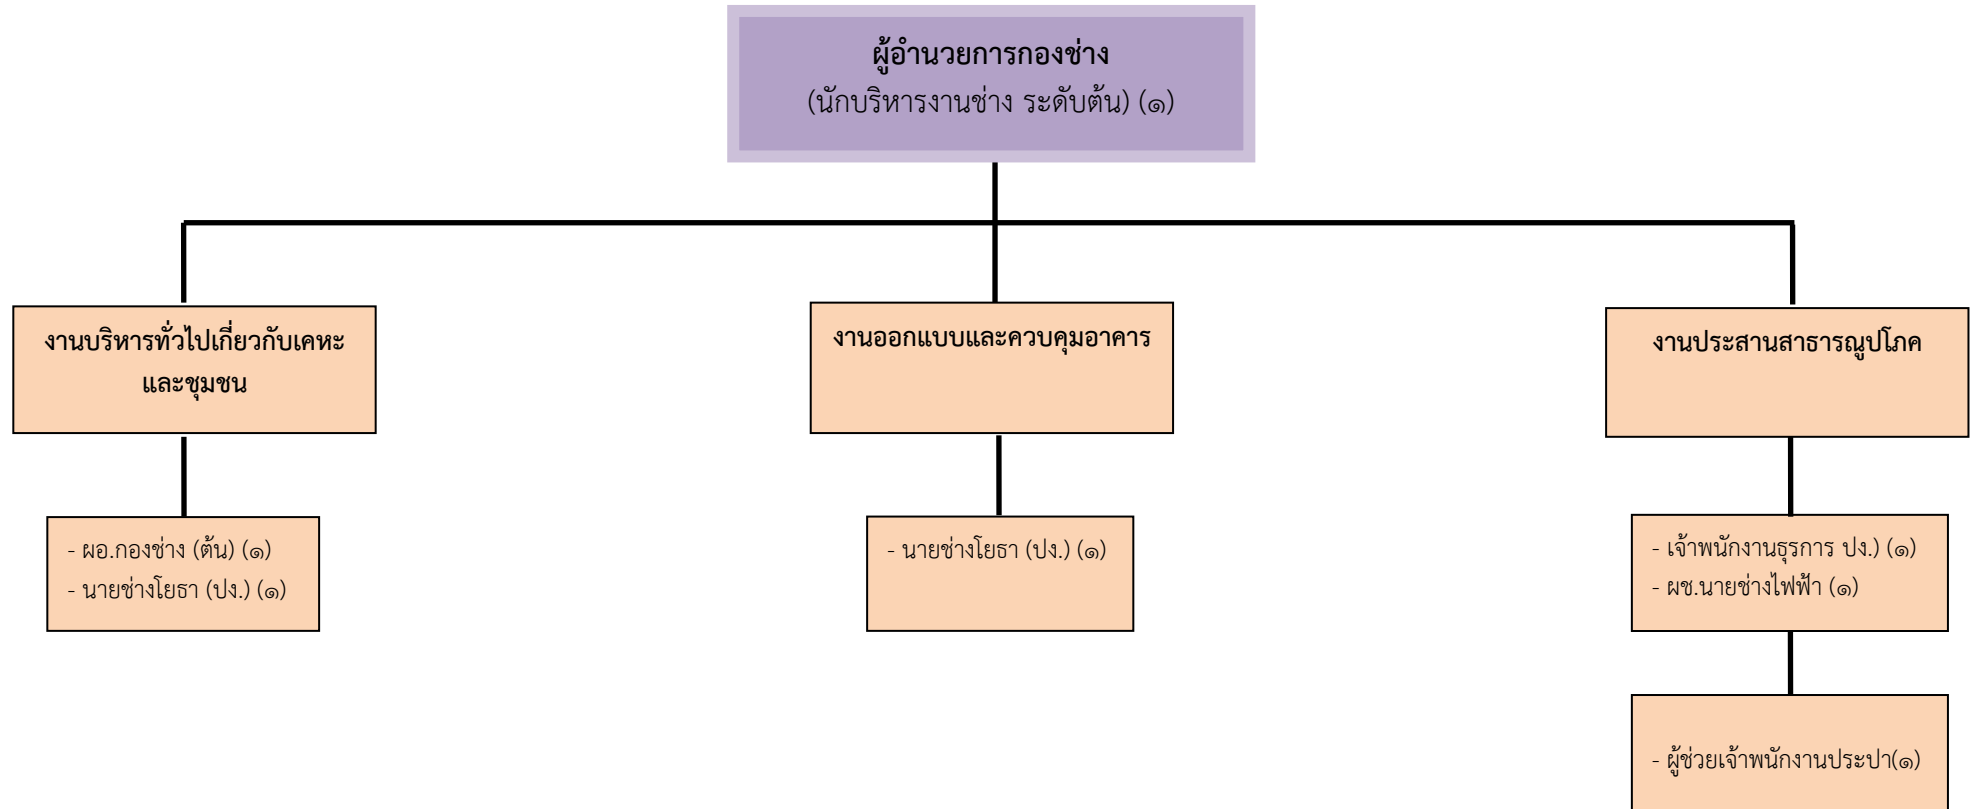 ผู้อำนวยการกองช่าง
(นักบริหารงานช่าง ระดับต้น) (๑)
งานบริหารทั่วไปเกี่ยวกับเคหะ
และชุมชน
- ผอ.กองช่าง (ต้น) (๑)
- นายช่างโยธา (ปง.) (๑)
งานออกแบบและควบคุมอาคาร
- นายช่างโยธา (ปง.) (๑)
งานประสานสาธารณูปโภค
- เจ้าพนักงานธุรการ ปง.) (๑)
- ผช.นายช่างไฟฟ้า (๑)
- ผู้ช่วยเจ้าพนักงานประปา(๑)